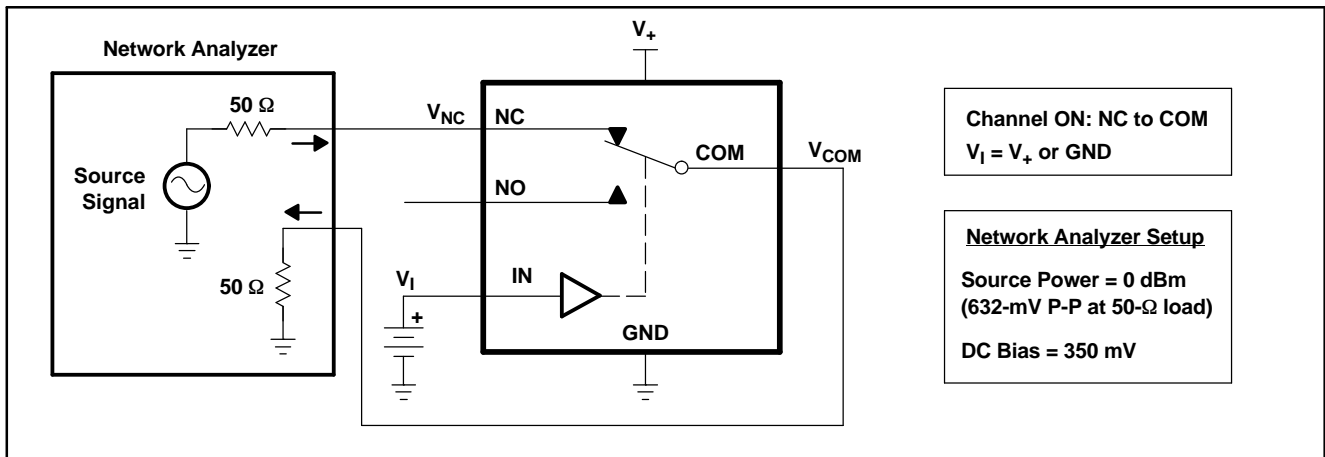 Network Analyzer
50 Ω
Source
Signal
50 Ω
V+
VNC
NC
NO
COM
VCOM
VI
IN
+
GND
Channel ON: NC to COM
VI = V+ or GND
Network Analyzer Setup
Source Power = 0 dBm
(632-mV P-P at 50-Ω load)
DC Bias = 350 mV